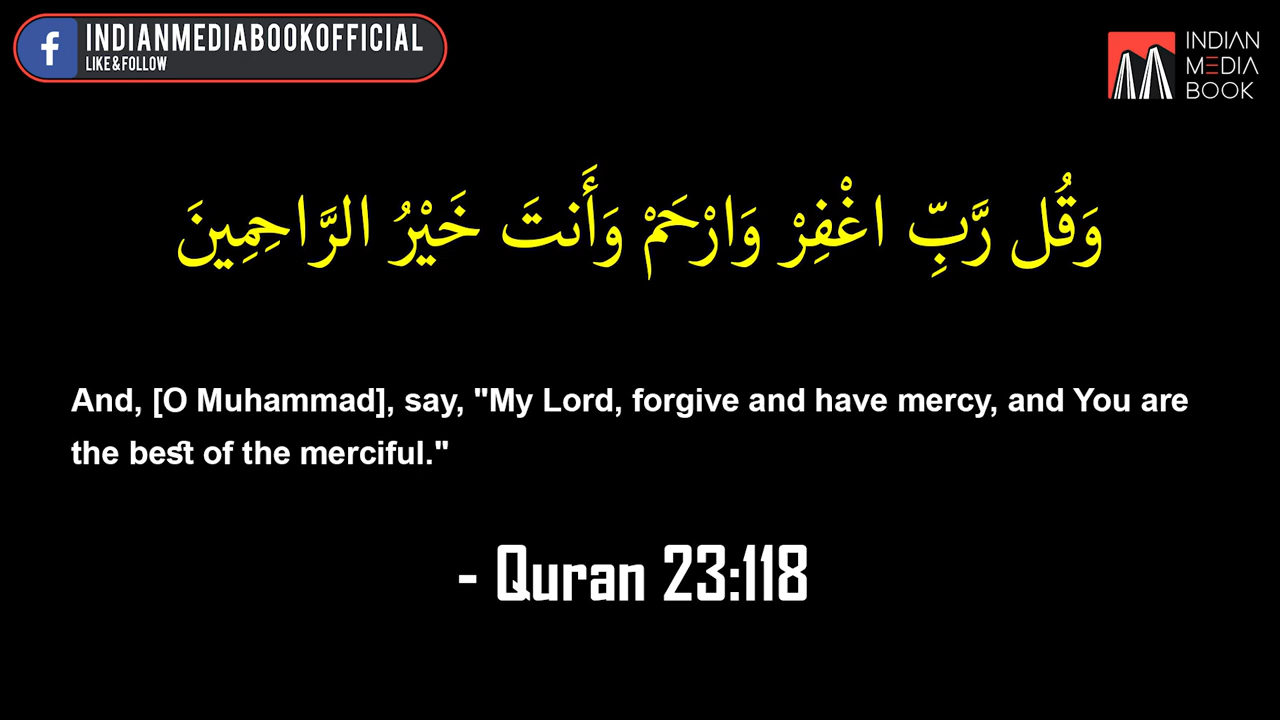 f INDIANMEDIABOOKOFFICIAL
LIKE & FOLLOW
INDIAN
MEDIA
BOOK
وَقُل رَّبِّ اغْفِرْ وَارْحَمْ وَأَنتَ خَيْرُ الرَّاحِمِينَ
And, [O Muhammad], say, "My Lord, forgive and have mercy, and You are
the best of the merciful."
- Quran 23:118